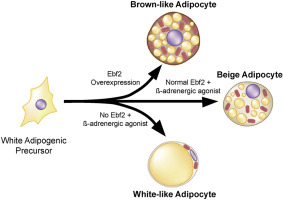 Brown-like Adipocyte
Ebf2
Overexpression
Normal Ebf2 +
ß-adrenergic agonist
Beige Adipocyte
No Ebf2 +
ß-adrenergic agonist
White Adipogenic
Precursor
White-like Adipocyte